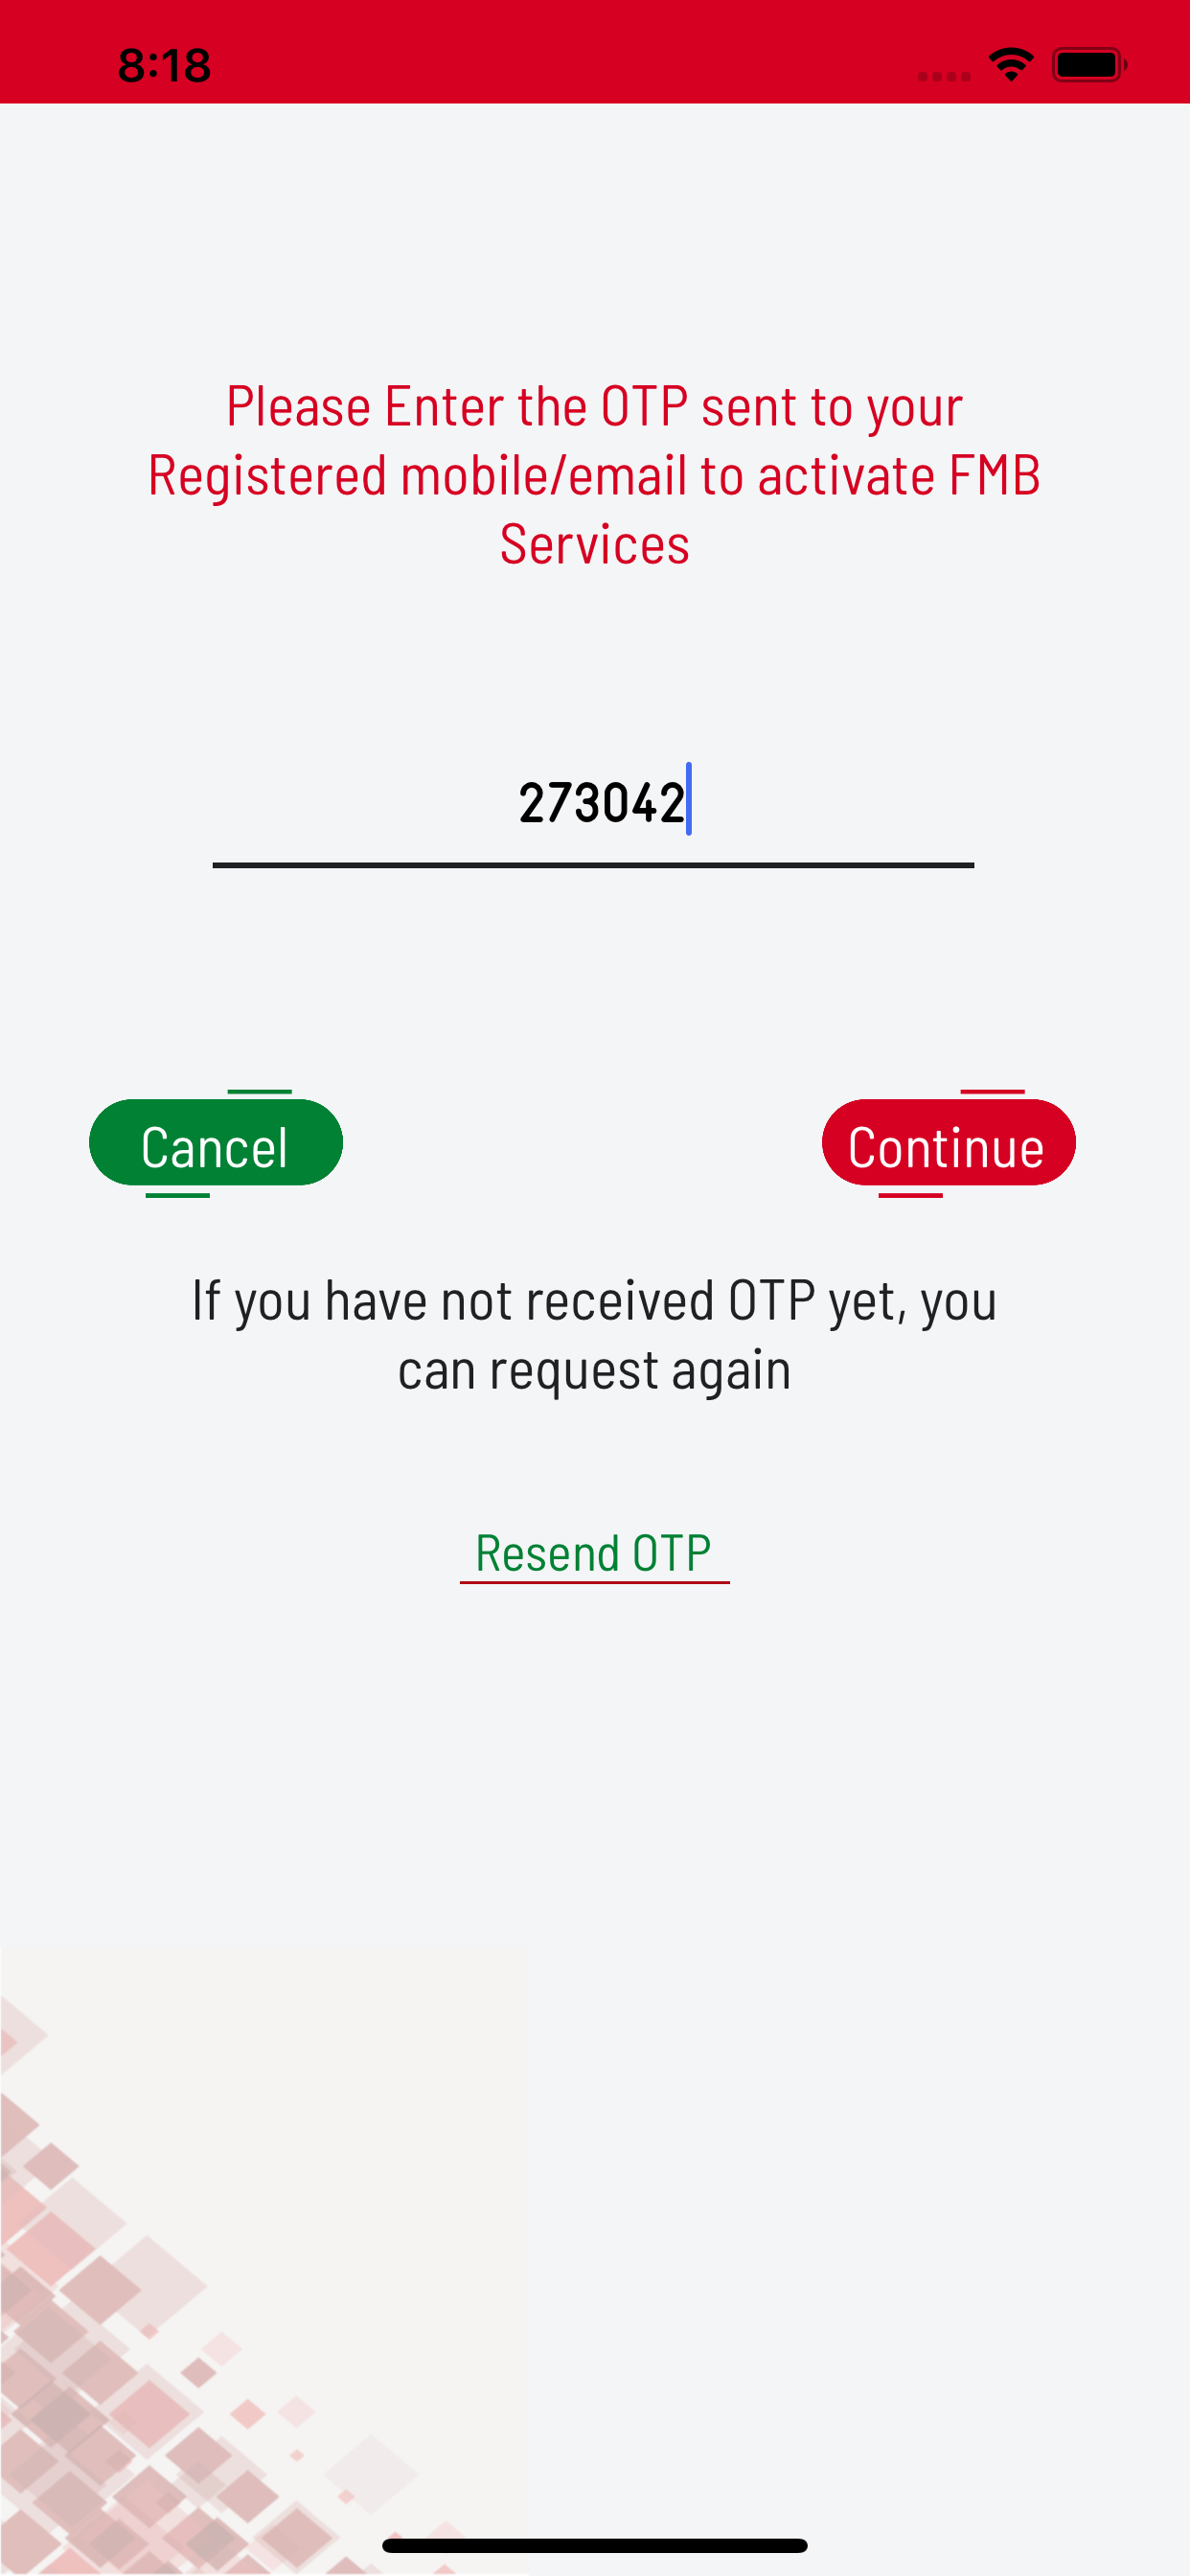 8:18
Please Enter the OTP sent to your
Registered mobile/email to activate FMB
Services
273042
Cancel
Continue
If you have not received OTP yet, you
can request again
Resend OTP